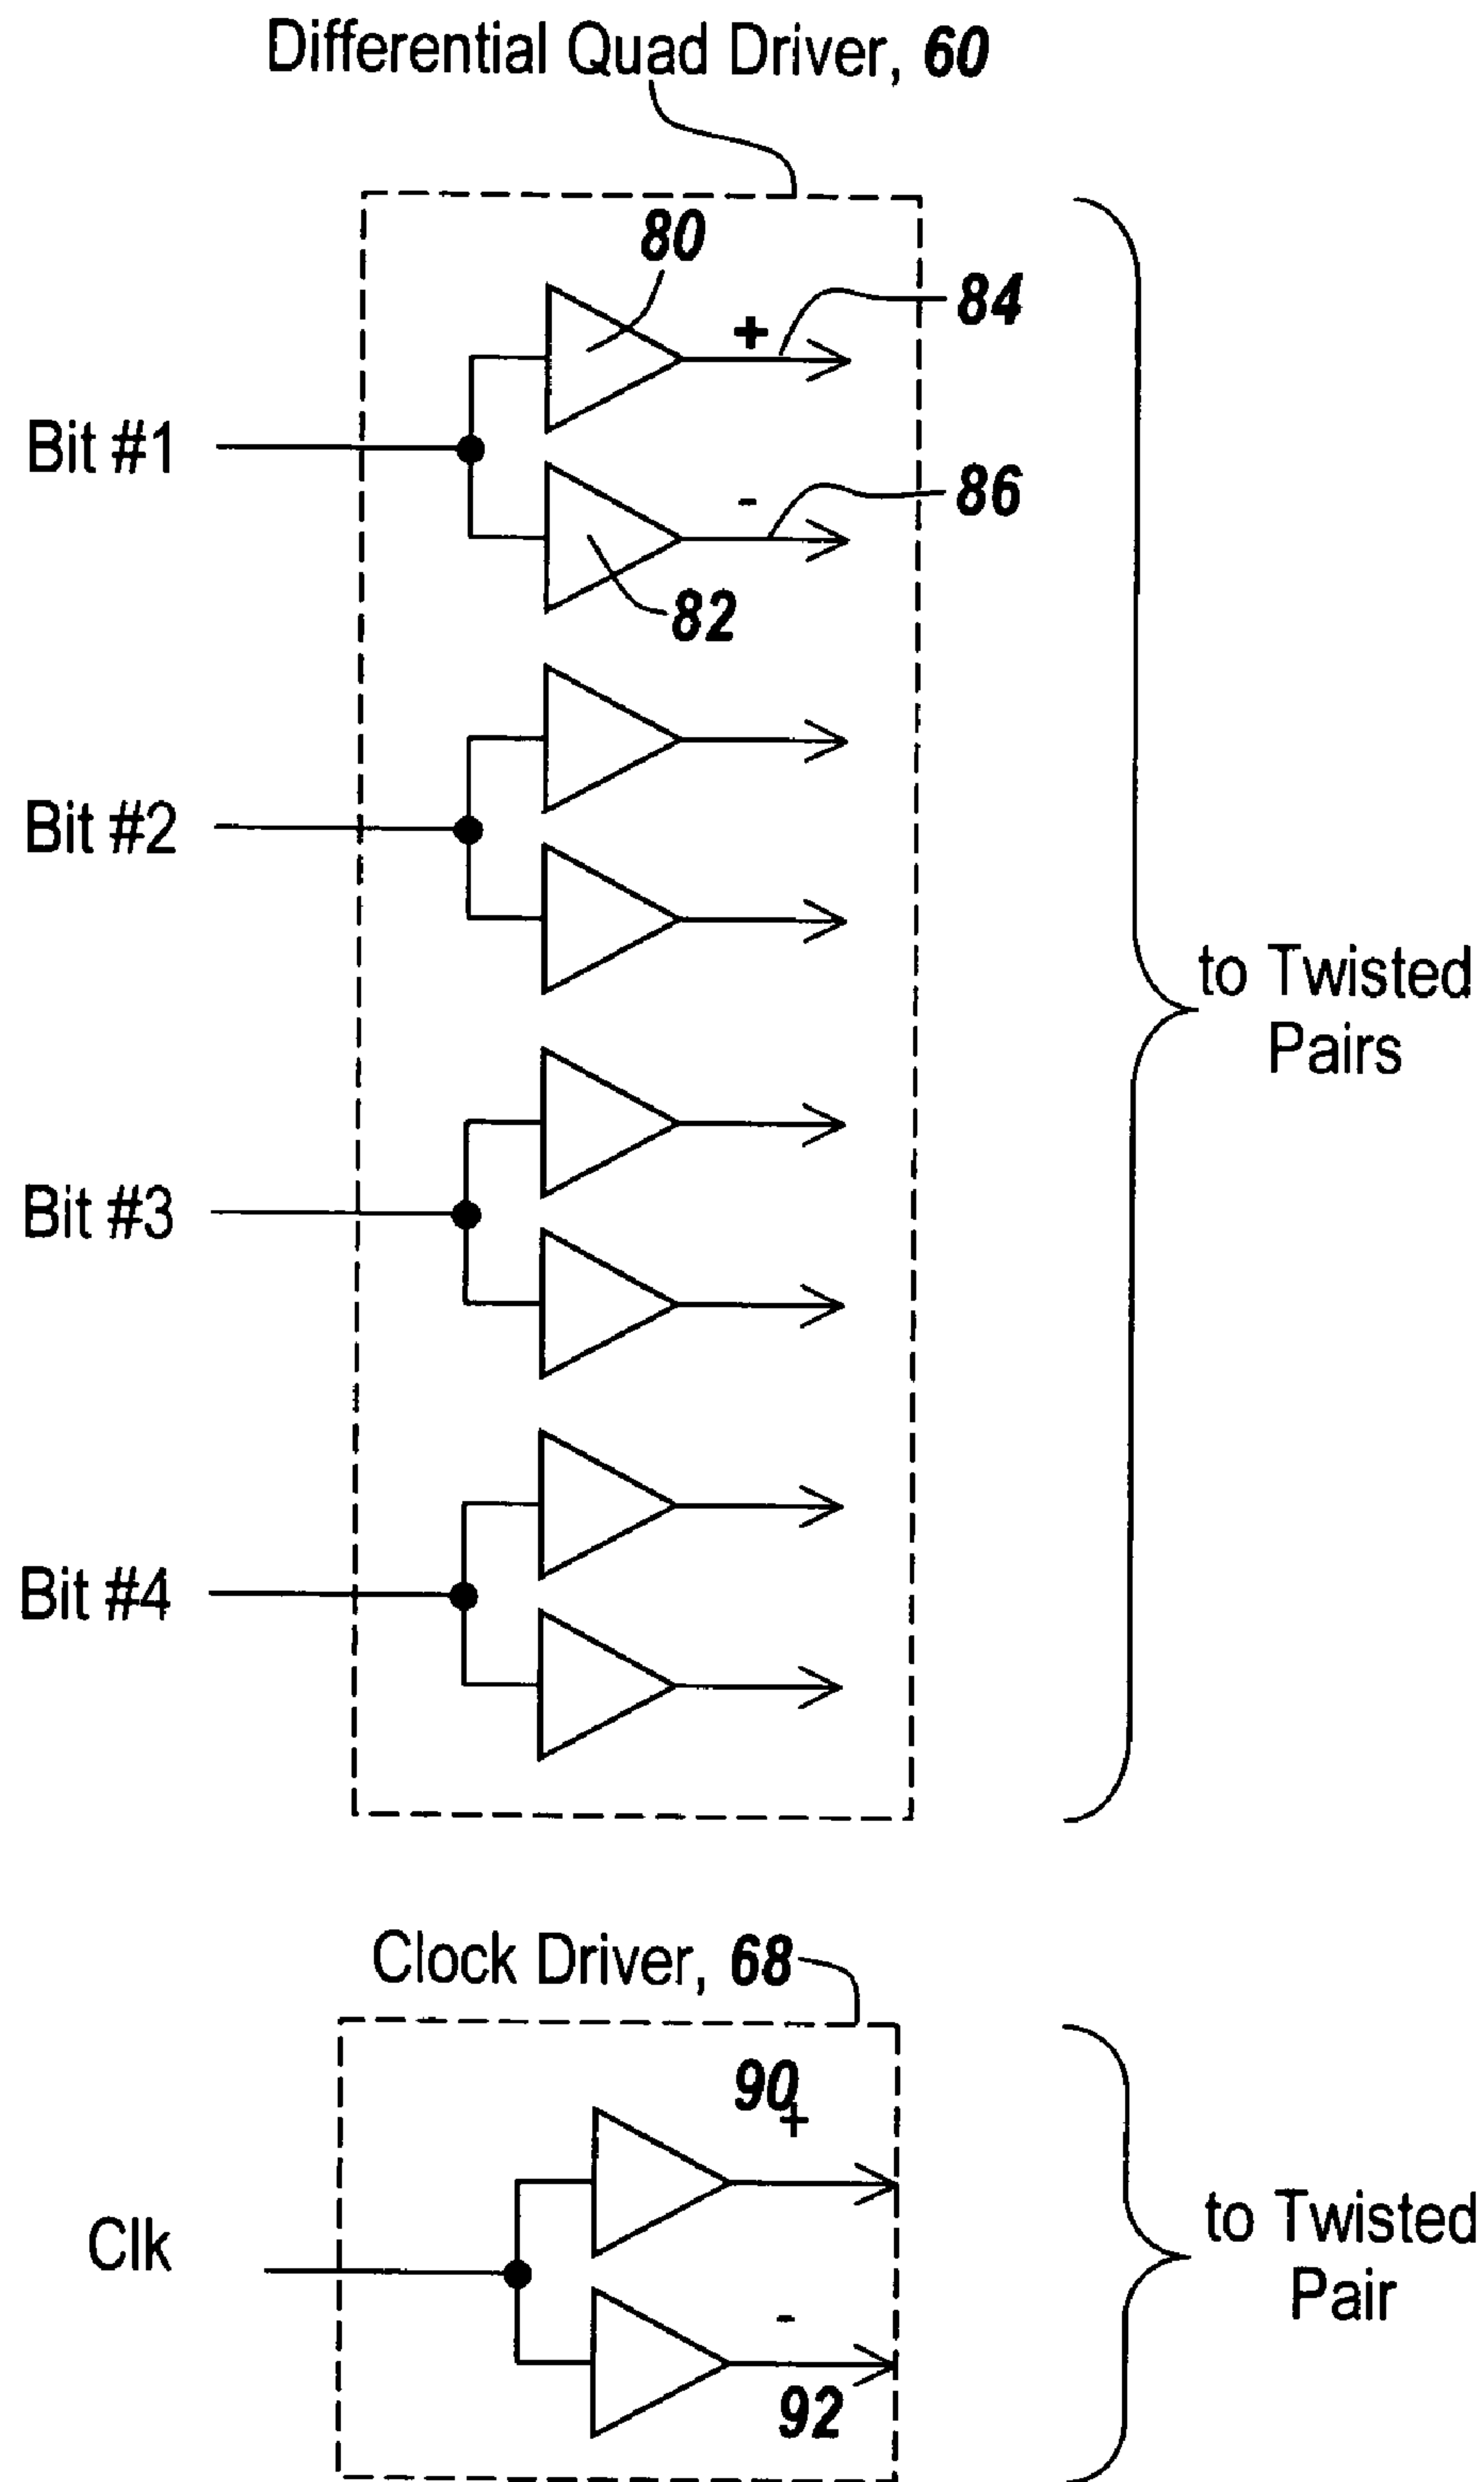 Differential Quad Driver, 60
80
+
84
Bit #1
-
86
82
Bit #2
to Twisted
Pairs
Bit #3
Bit #4
Clock Driver, 68
90
+
Clk
to Twisted
Pair
-
92